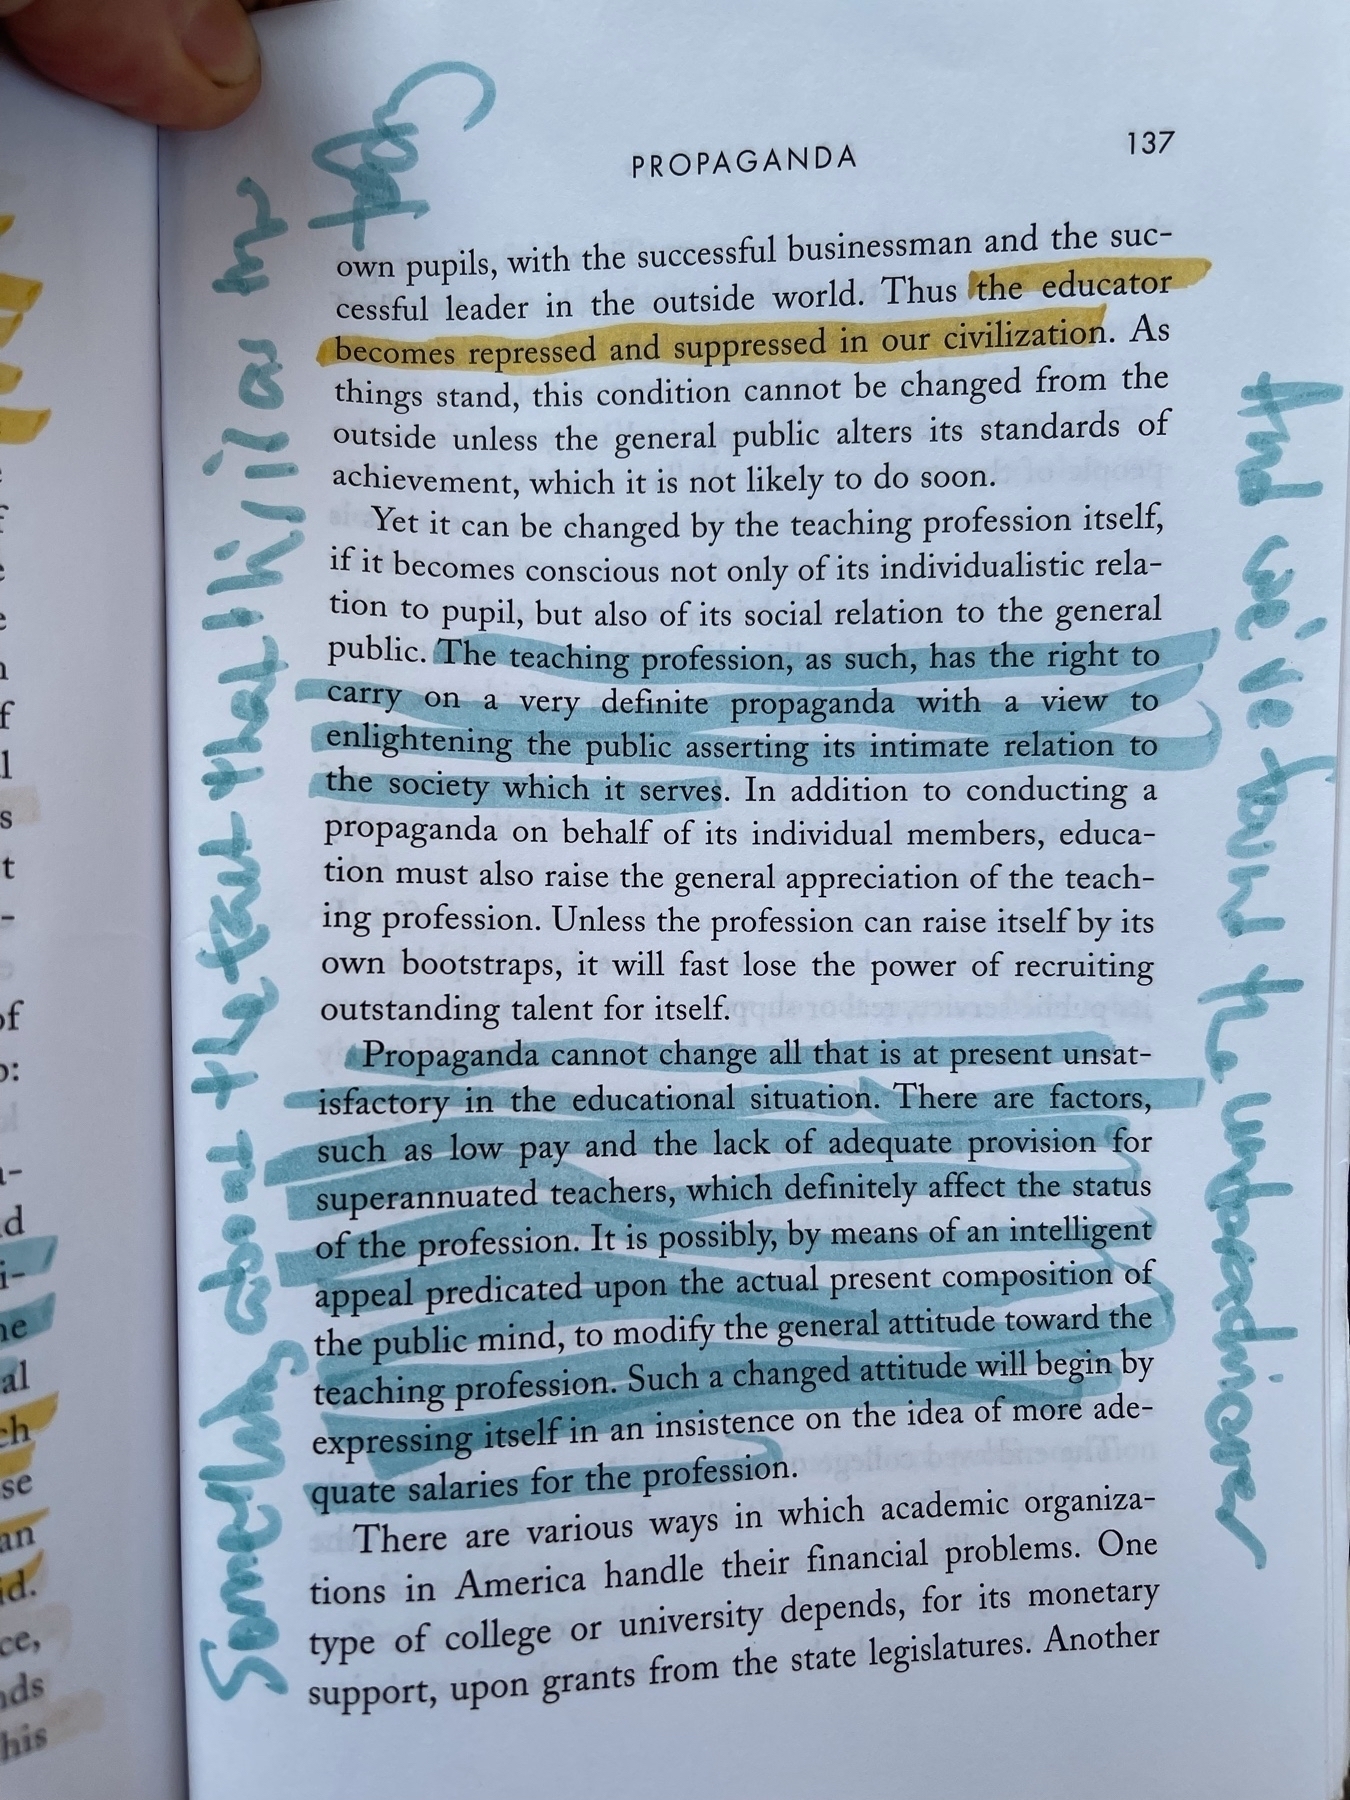 PROPAGANDA
137
own pupils, with the successful businessman and the suc-
cessful leader in the outside world. Thus the educator
becomes repressed and suppressed in our civilization. As
things stand, this condition cannot be changed from the
outside unless the general public alters its standards of
achievement, which it is not likely to do soon.
Yet it can be changed by the teaching profession itself,
if it becomes conscious not only of its individualistic rela-
tion to pupil, but also of its social relation to the general
public. The teaching profession, as such, has the right to
carry on a very definite propaganda with a view to
enlightening the public asserting its intimate relation to
the society which it serves. In addition to conducting a
propaganda on behalf of its individual members, educa-
tion must also raise the general appreciation of the teach-
ing profession. Unless the profession can raise itself by its
own bootstraps, it will fast lose the power of recruiting
outstanding talent for itself.
Propaganda cannot change all that is at present unsat-
isfactory in the educational situation. There are factors,
such as low pay and the lack of adequate provision for
superannuated teachers, which definitely affect the status
of the profession. It is possibly, by means of an intelligent
appeal predicated upon the actual present composition of
the public mind, to modify the general attitude toward the
teaching profession. Such a changed attitude will begin by
expressing itself in an insistence on the idea of more ade-
quate salaries for the profession.
There are various ways in which academic organiza-
tions in America handle their financial problems. One
type of college or university depends, for its monetary
support, upon grants from the state legislatures. Another
Something about the that
And we've found the